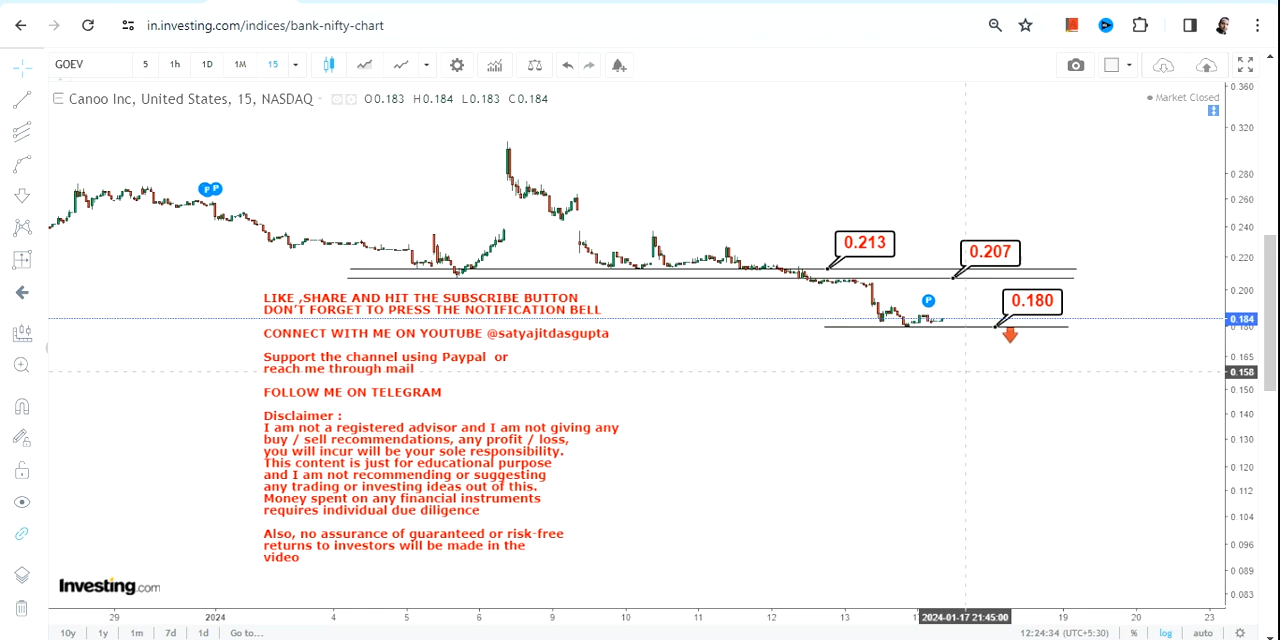 in.investing.com/indices/bank-nifty-chart
GOEV 5 1h 1D 1M 15
Canoo Inc, United States, 15, NASDAQ O0.183 H0.184 L0.183 C0.184
Market Closed
0.360
0.320
0.280
0.260
0.240
0.220
0.200
0.184
0.165
0.158
0.150
0.140
0.130
0.120
0.112
0.104
0.096
0.089
0.083
F P
P
0.213
0.207
0.180
LIKE ,SHARE AND HIT THE SUBSCRIBE BUTTON
DON'T FORGET TO PRESS THE NOTIFICATION BELL
CONNECT WITH ME ON YOUTUBE @satyajitdasgupta
Support the channel using Paypal or
reach me through mail
FOLLOW ME ON TELEGRAM
Disclaimer :
I am not a registered advisor and I am not giving any
buy / sell recommendations, any profit / loss,
you will incur will be your sole responsibility.
This content is just for educational purpose
and I am not recommending or suggesting
any trading or investing ideas out of this.
Money spent on any financial instruments
requires individual due diligence
Also, no assurance of guaranteed or risk-free
returns to investors will be made in the
video
Investing.com
29 2024 4 5 6 9 10 11 12 13 2024-01-17 21:45:00 19 20 23
10y 1y 1m 7d 1d Go to... 12:24:34 (UTC+5:30) % log auto